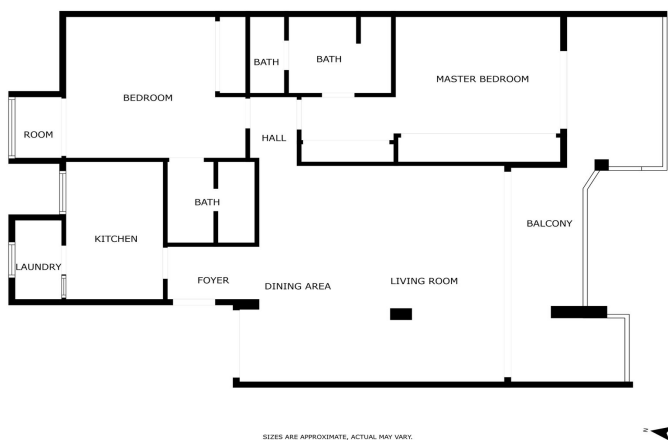 BATH
BATH
MASTER BEDROOM
BEDROOM
ROOM
HALL
BATH
BALCONY
KITCHEN
LAUNDRY
FOYER
DINING AREA
LIVING ROOM
N
SIZES ARE APPROXIMATE, ACTUAL MAY VARY.